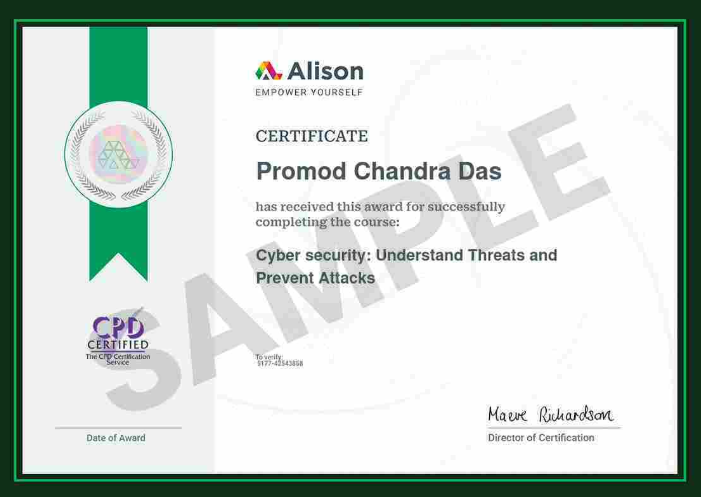 Alison
EMPOWER YOURSELF
CERTIFICATE
Promod Chandra Das
has received this award for successfully
completing the course:
Cyber security: Understand Threats and
Prevent Attacks
SAMPLE
CPD
CERTIFIED
The CPD Certification
Service
To verify:
5177-42543858
Maeve Richardson
Date of Award
Director of Certification